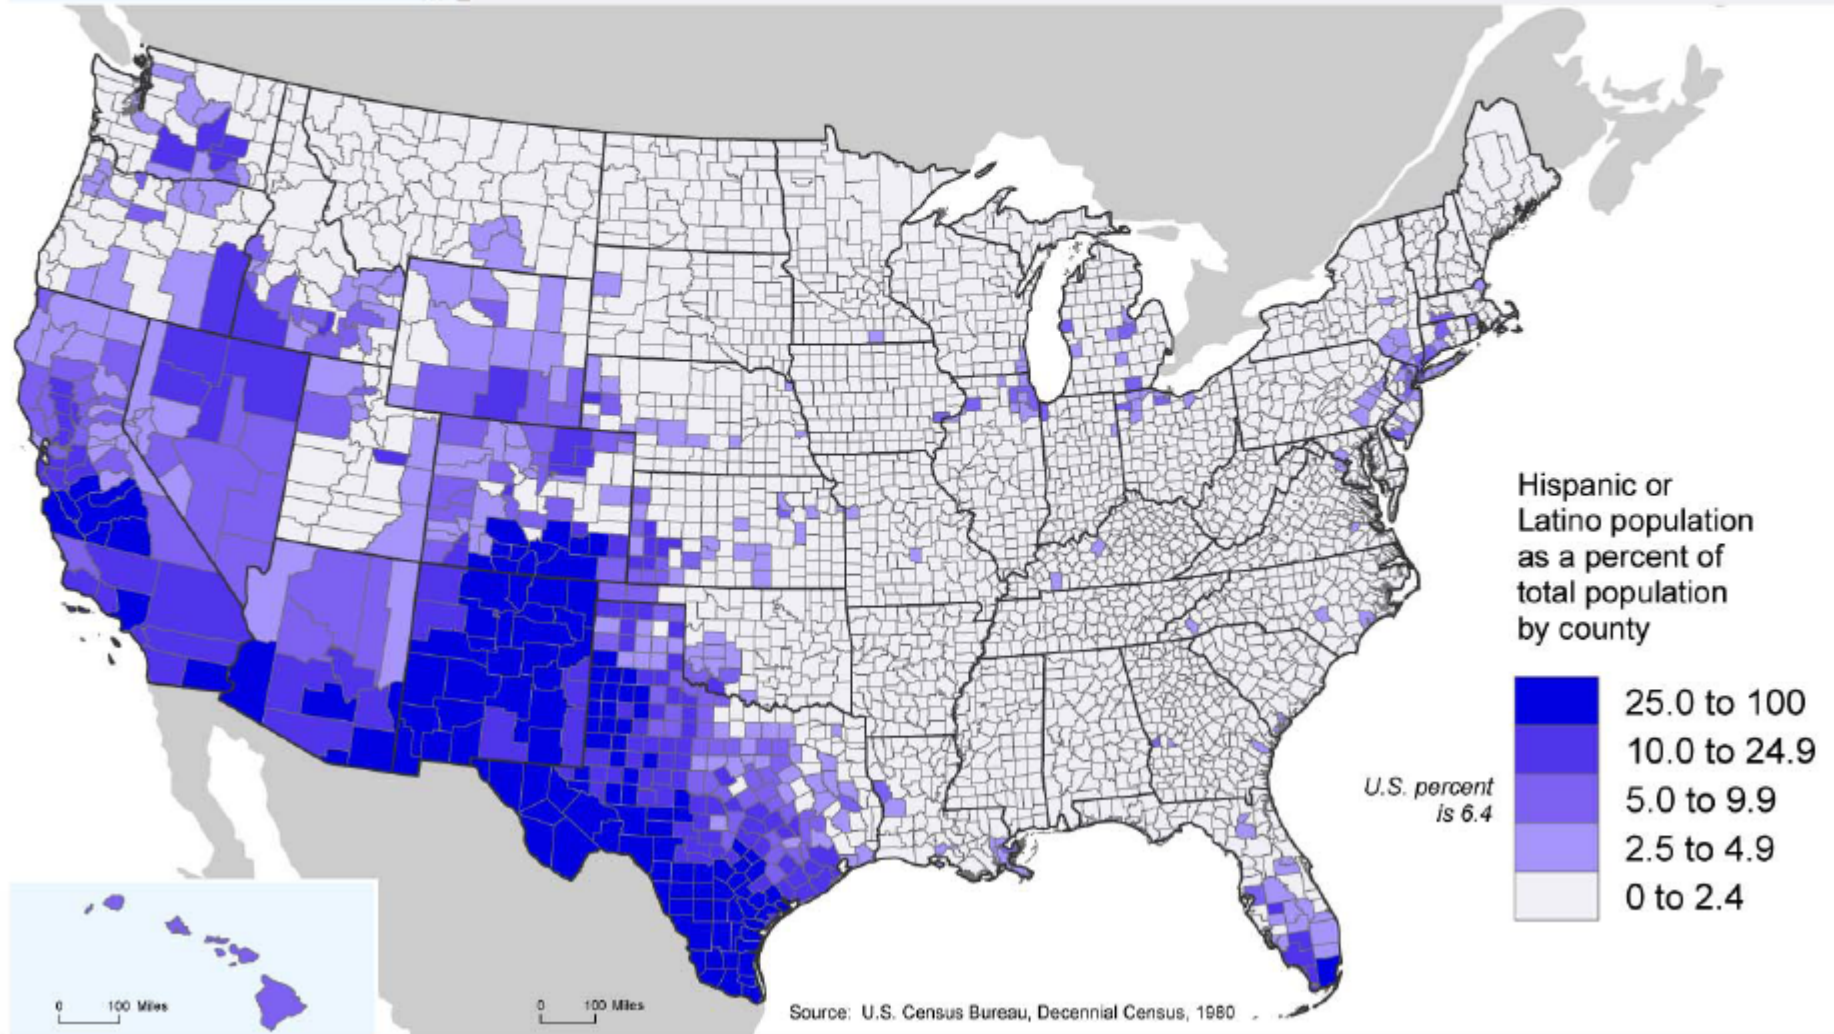 Hispanic or
Latino population
as a percent of
total population
by county
25.0 to 100
10.0 to 24.9
5.0 to 9.9
2.5 to 4.9
0 to 2.4
U.S. percent
is 6.4
0 100 Miles
0 100 Miles
Source: U.S. Census Bureau, Decennial Census, 1980